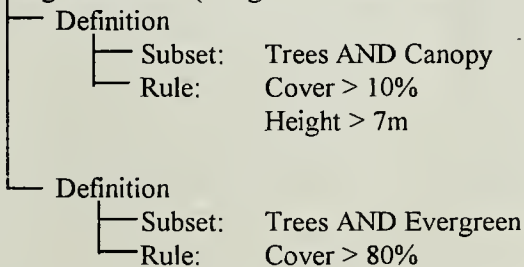 Definition
Subset: Trees AND Canopy
Rule: Cover > 10%
Height > 7m
Definition
Subset: Trees AND Evergreen
Rule: Cover > 80%